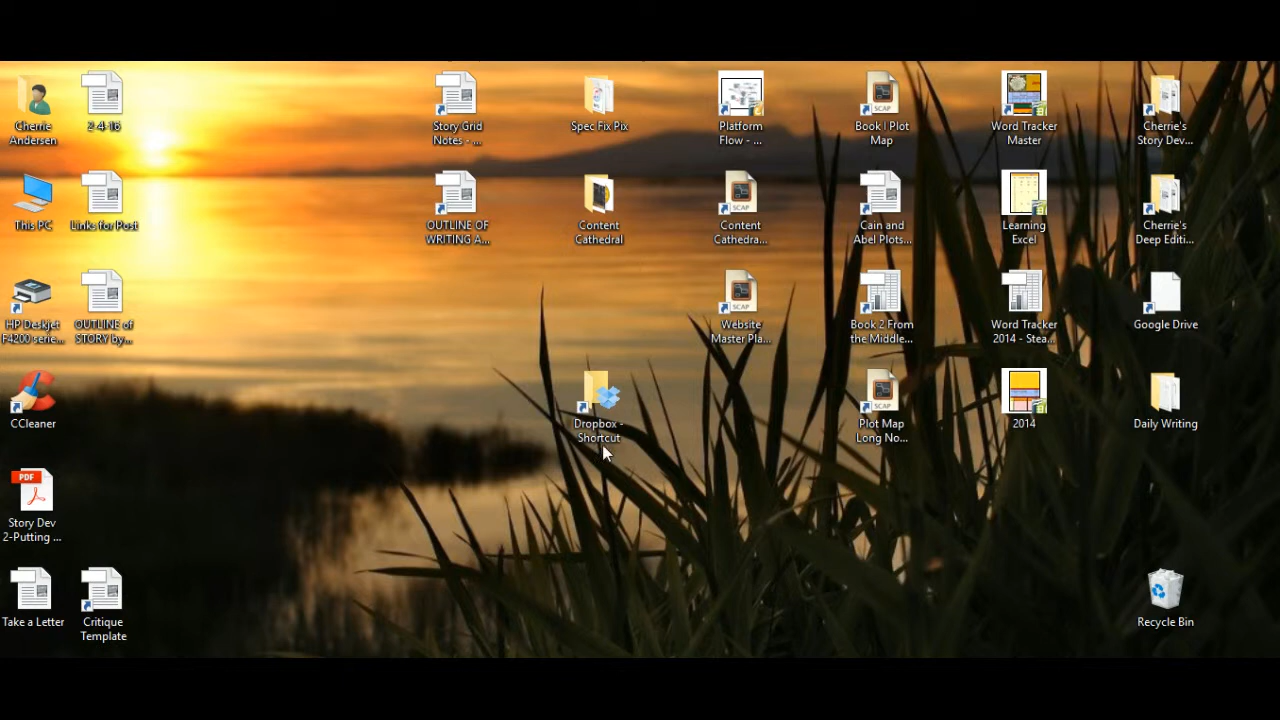 Cherrie
Andersen
2-4-16
Story Grid
Notes - ...
Spec Fix Pix
Platform
Flow - ...
SCAP
Book I Plot
Map
Word Tracker
Master
Cherrie's
Story Dev...
This PC
Links for Post
OUTLINE OF
WRITING A...
Content
Cathedral
SCAP
Content
Cathedra...
Cain and
Abel Plots...
Learning
Excel
Cherrie's
Deep Editi...
HP Deskjet
F4200 serie...
OUTLINE of
STORY by...
SCAP
Website
Master Pla...
Book 2 From
the Middle...
Word Tracker
2014 - Stea...
Google Drive
CCleaner
Dropbox -
Shortcut
SCAP
Plot Map
Long No...
2014
Daily Writing
PDF
Story Dev
2-Putting ...
Take a Letter
Critique
Template
Recycle Bin